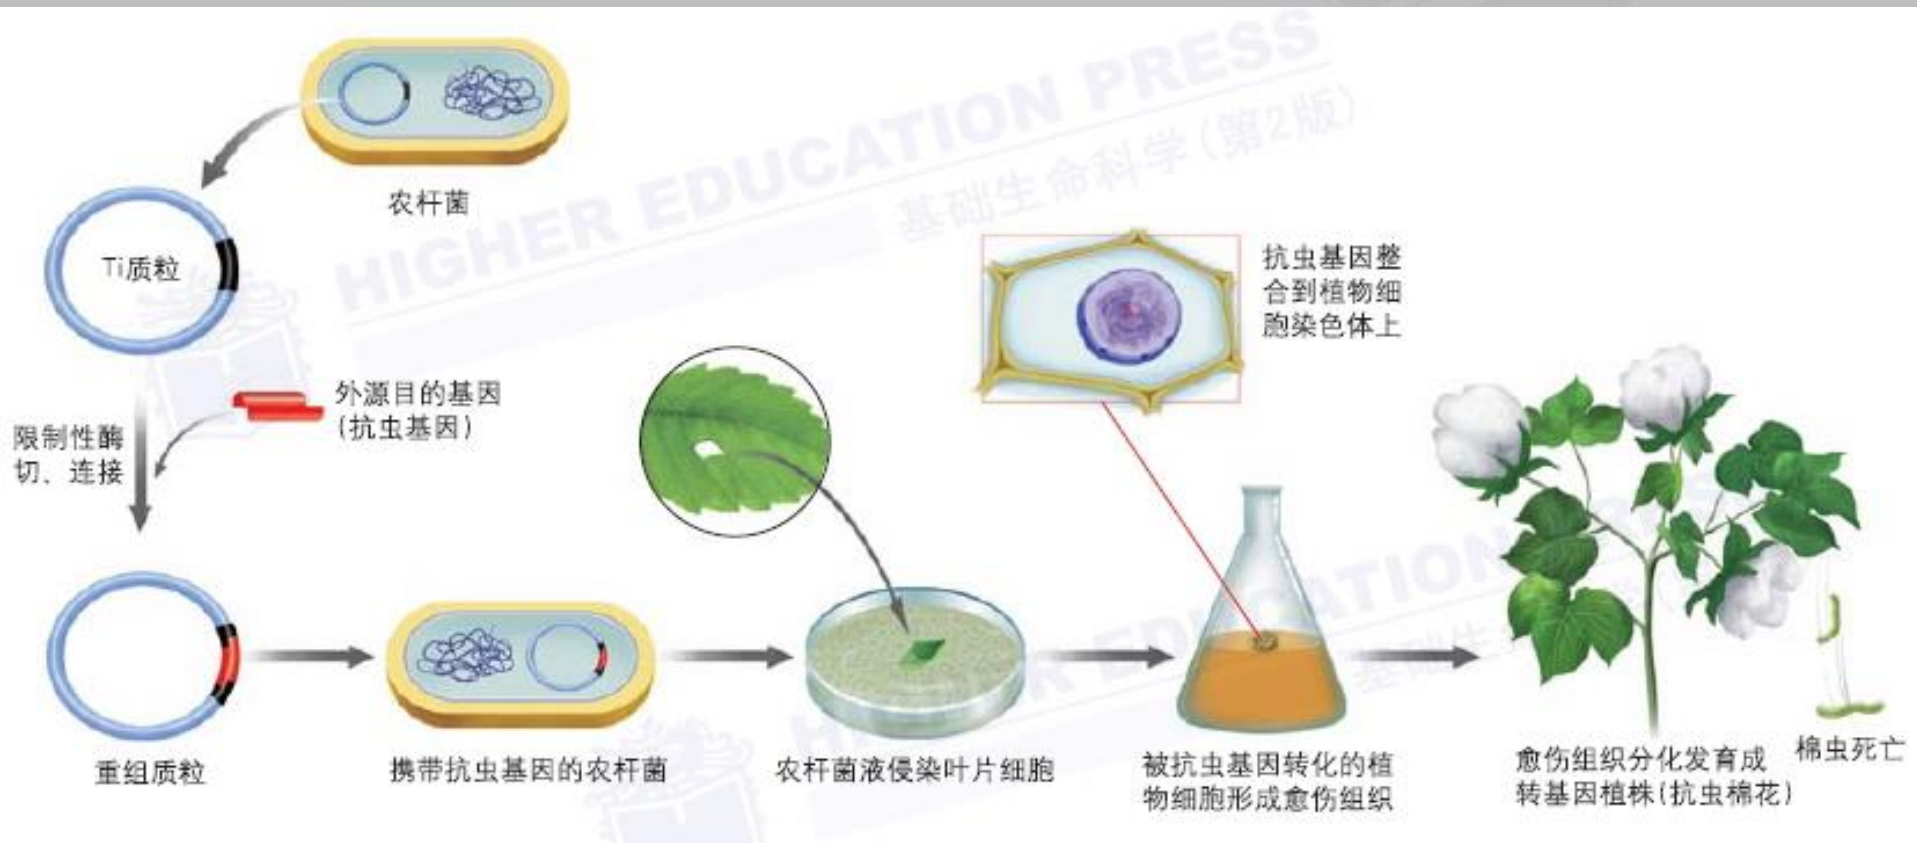 农杆菌
Ti质粒
限制性酶
切、连接
外源目的基因
(抗虫基因)
抗虫基因整
合到植物细
胞染色体上
重组质粒
携带抗虫基因的农杆菌
农杆菌液侵染叶片细胞
被抗虫基因转化的植
物细胞形成愈伤组织
愈伤组织分化发育成
转基因植株(抗虫棉花)
棉虫死亡
HIGHER EDUCATION PRESS
基础生命科学(第2版)